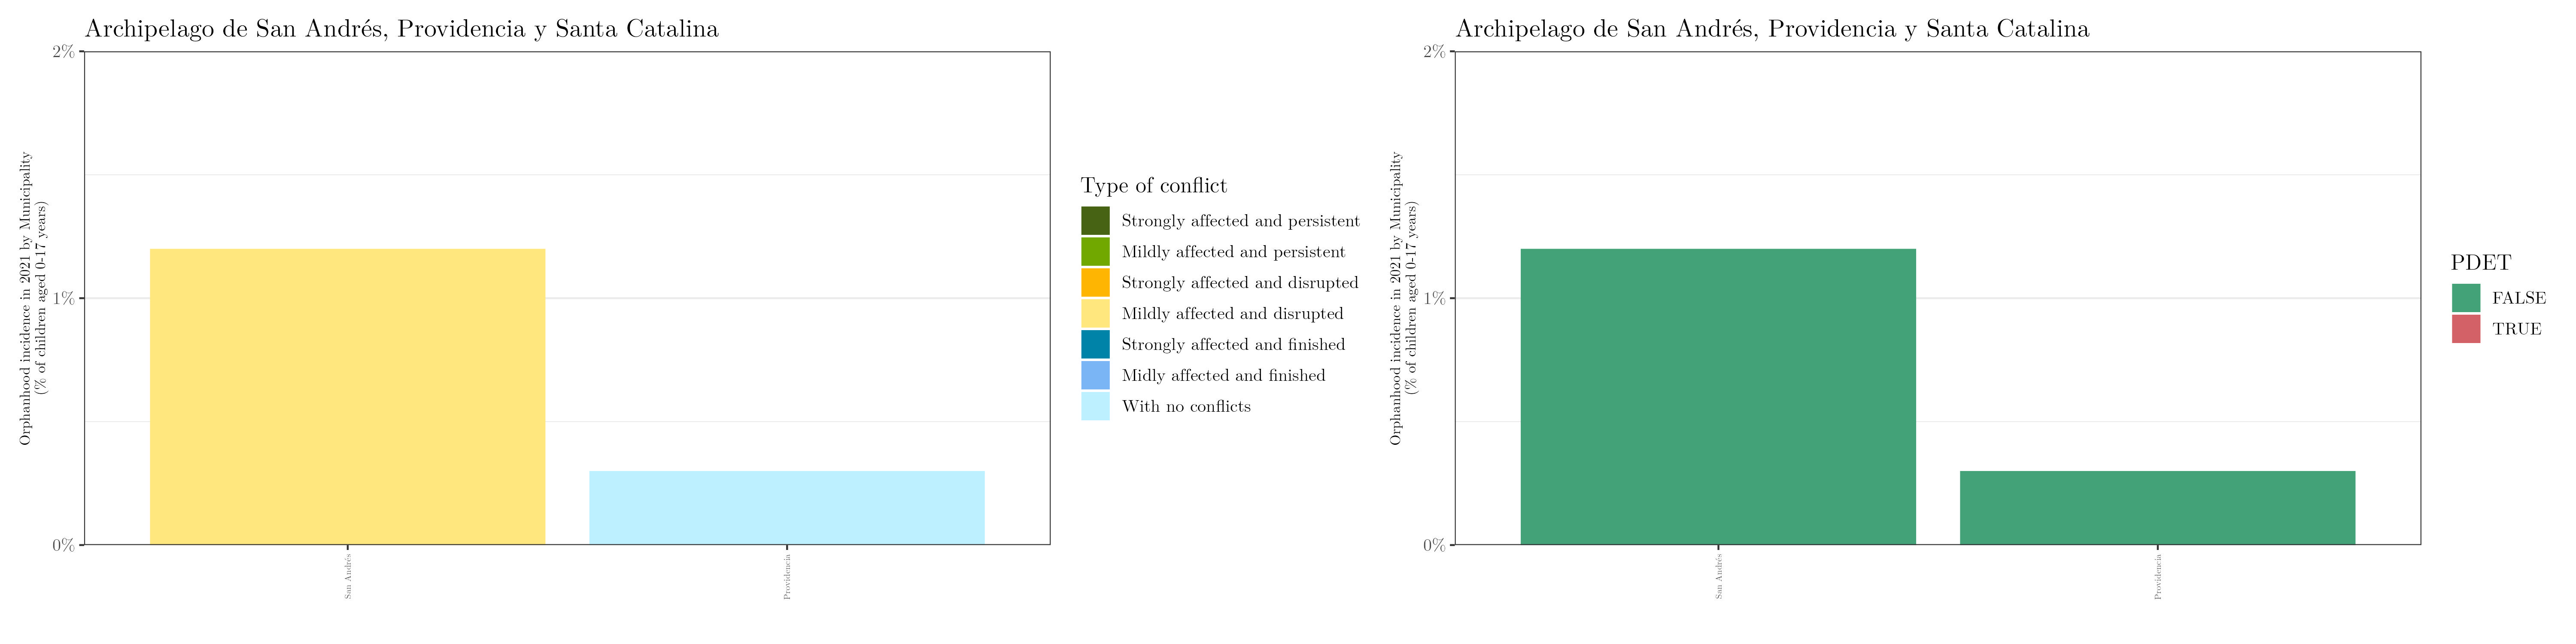 Archipelago de San Andrés, Providencia y Santa Catalina
2%
1%
0%
Orphanhood incidence in 2021 by Municipality
(% of children aged 0-17 years)
San Andrés
Providencia
Type of conflict
Strongly affected and persistent
Mildly affected and persistent
Strongly affected and disrupted
Mildly affected and disrupted
Strongly affected and finished
Midly affected and finished
With no conflicts
Archipelago de San Andrés, Providencia y Santa Catalina
2%
1%
0%
Orphanhood incidence in 2021 by Municipality
(% of children aged 0-17 years)
San Andrés
Providencia
PDET
FALSE
TRUE